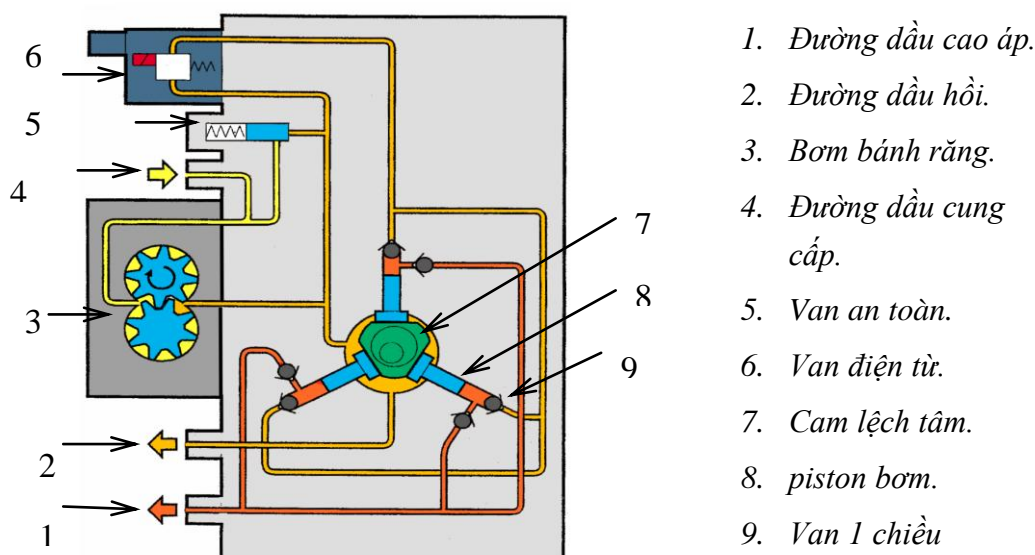 6
5
4
3
2
1
7
8
9
1. Đường dầu cao áp.
2. Đường dầu hồi.
3. Bơm bánh răng.
4. Đường dầu cung
cấp.
5. Van an toàn.
6. Van điện từ.
7. Cam lệch tâm.
8. piston bơm.
9. Van 1 chiều